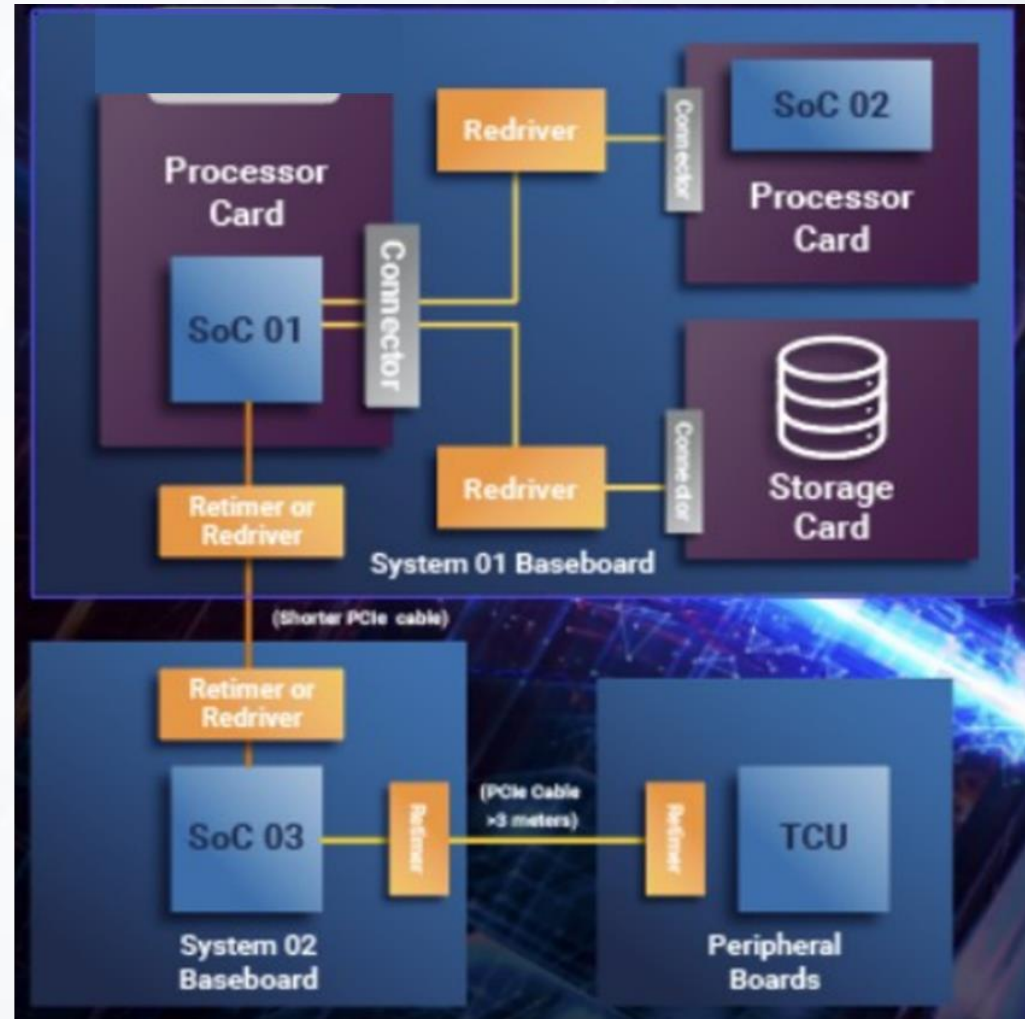 Processor
Card
SoC 01
Connector
Redriver
Connector
SoC 02
Processor
Card
Redriver
Connector
Storage
Card
Retimer or
Redriver
System 01 Baseboard
(Shorter PCIe cable)
Retimer or
Redriver
SoC 03
System 02
Baseboard
Retimer
(PCIe Cable
>3 meters)
Retimer
TCU
Peripheral
Boards